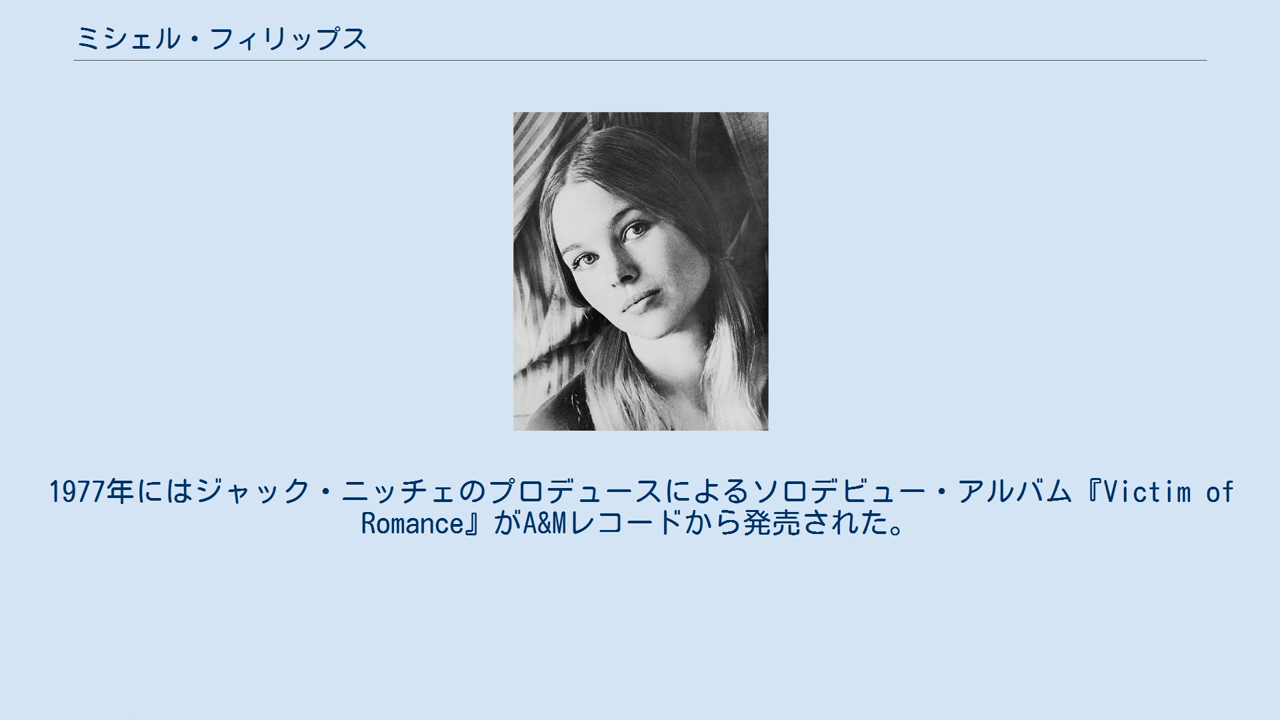 ミシェル・フィリップス
1977年にはジャック・ニッチェのプロデュースによるソロデビュー・アルバム『Victim of
Romance』がA&Mレコードから発売された。